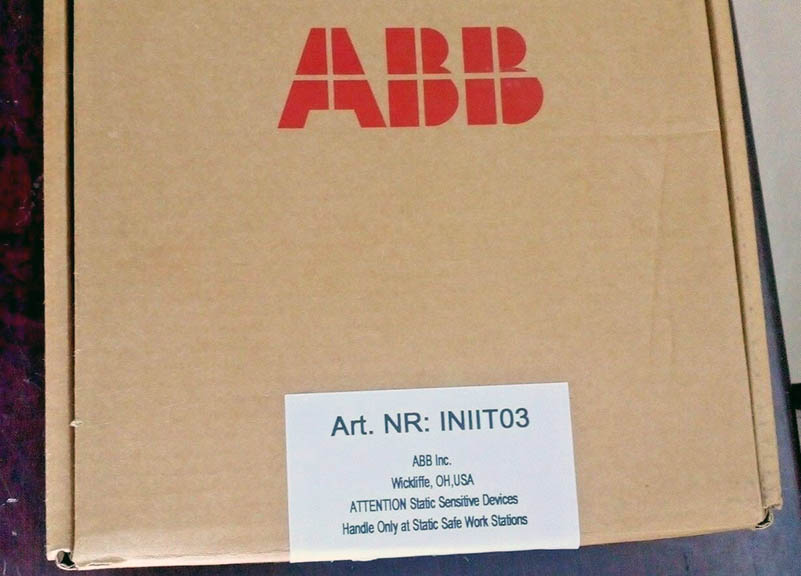 ABB
Art. NR: INIIT03
ABB Inc.
Wickliffe, OH,USA
ATTENTION Static Sensitive Devices
Handle Only at Static Safe Work Stations